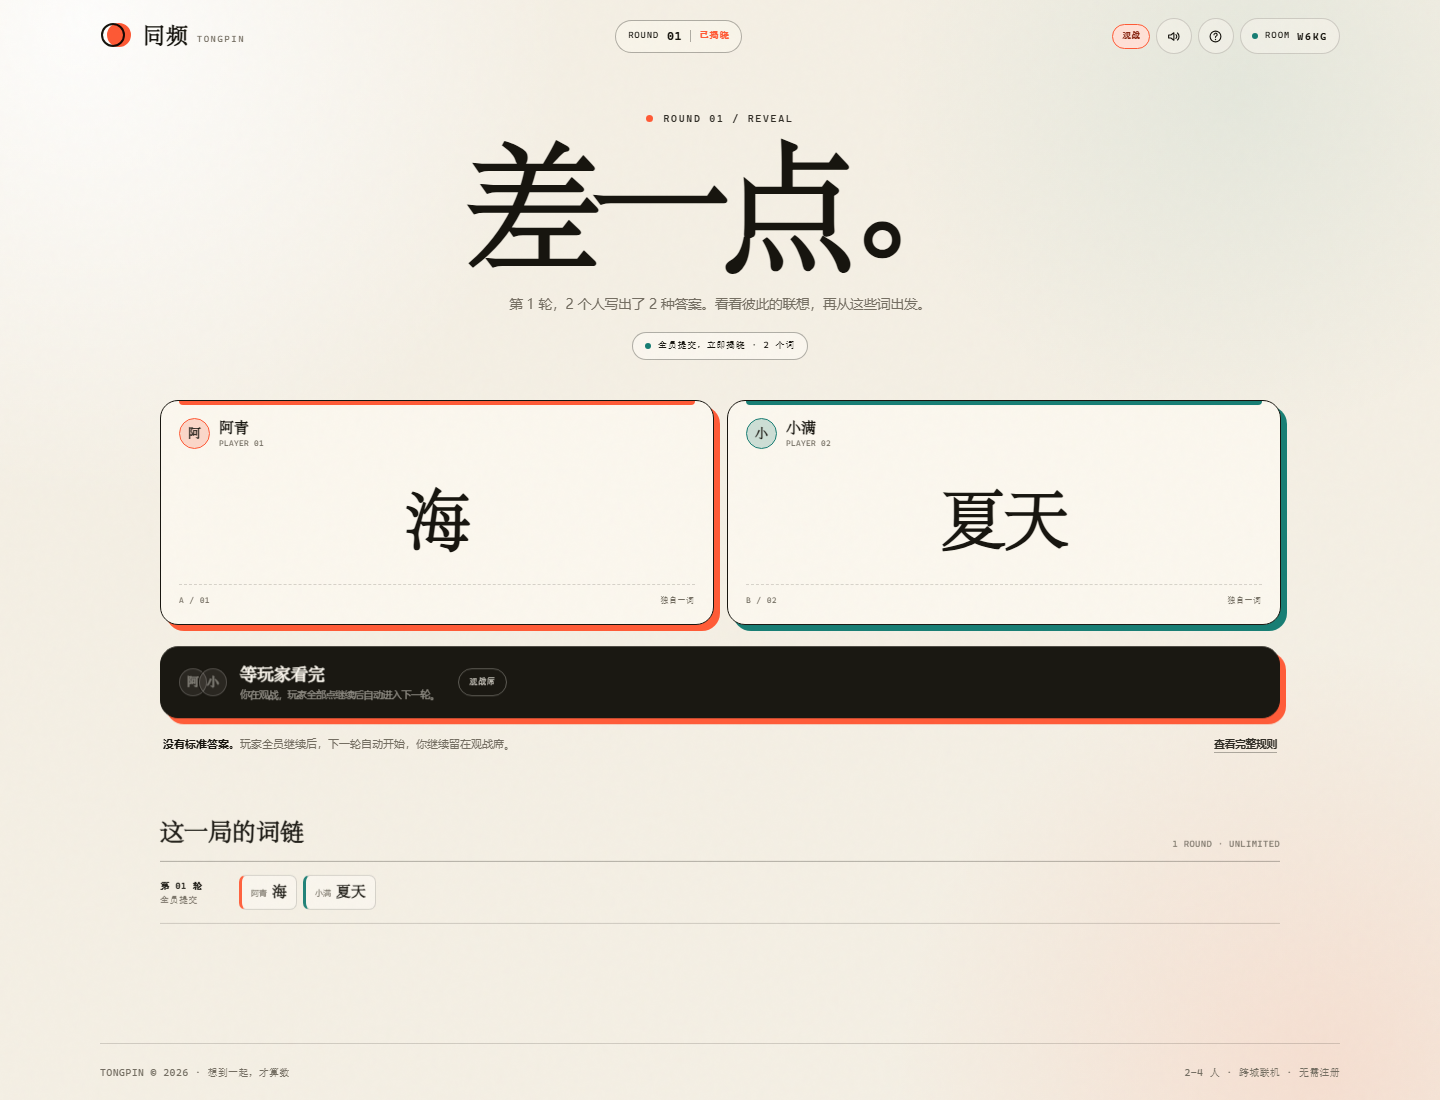 同频 TONGPIN
ROUND 01 已揭晓
观战
ROOM W6KG
ROUND 01 / REVEAL
差一点。
第 1 轮，2 个人写出了 2 种答案。看看彼此的联想，再从这些词出发。
全员提交，立即揭晓 · 2 个词
阿 阿青
PLAYER 01
海
A / 01 独自一词
小 小满
PLAYER 02
夏天
B / 02 独自一词
阿 小 等玩家看完
你在观战，玩家全部点继续后自动进入下一轮。
观战席
没有标准答案。玩家全员继续后，下一轮自动开始，你继续留在观战席。
查看完整规则
这一局的词链
1 ROUND · UNLIMITED
第 01 轮
全员提交
阿青 海 小满 夏天
TONGPIN © 2026 · 想到一起，才算数
2–4 人 · 跨城联机 · 无需注册